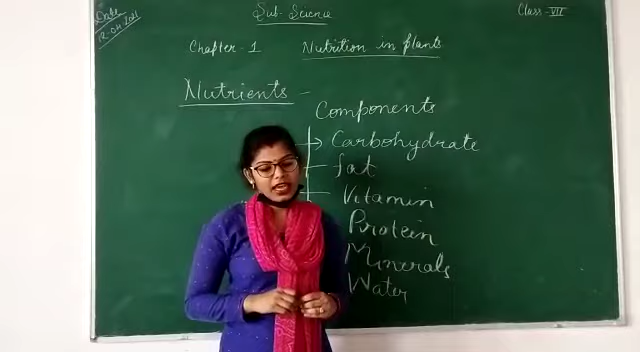 Date
12-04-2021
Sub-Science
Class-VII
Chapter-1 Nutrition in plants
Nutrients -
Components
Carbohydrate
fat
Vitamin
Protein
Minerals
Water